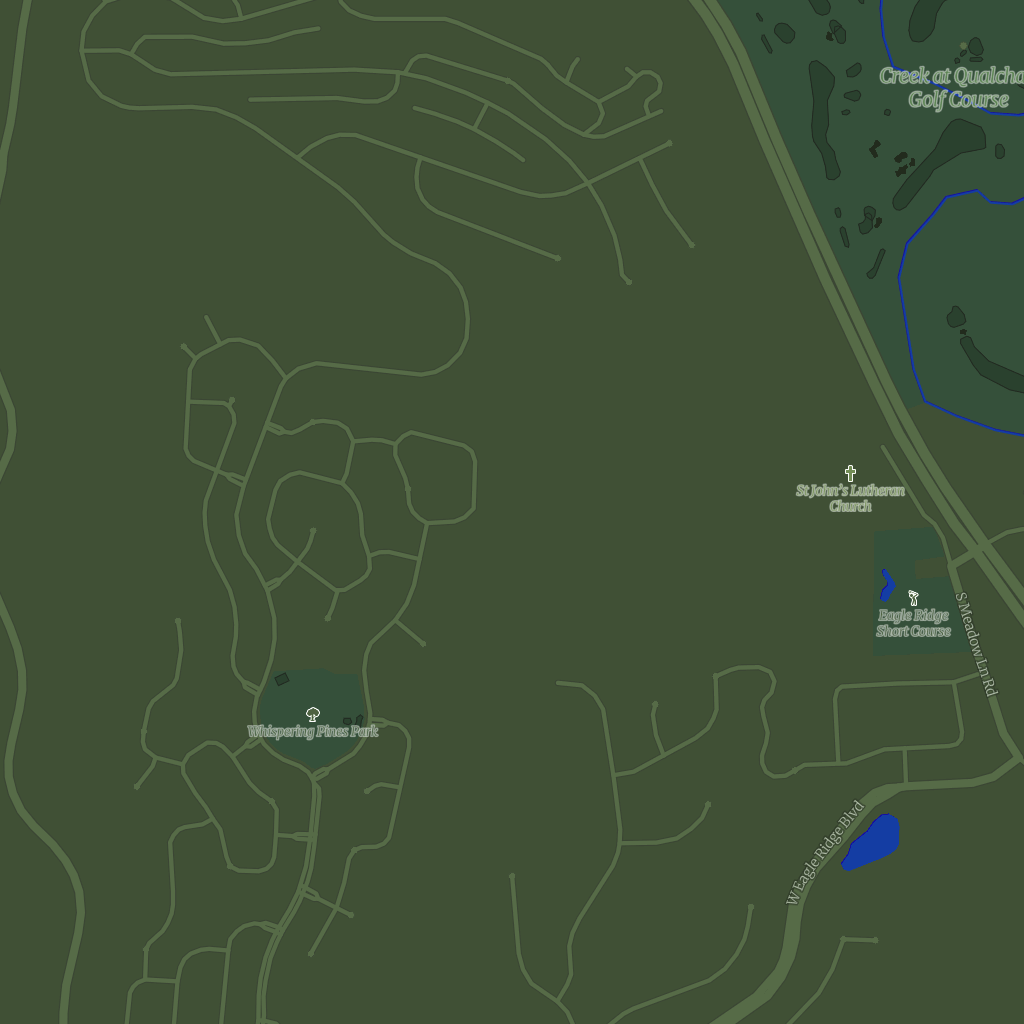 Creek at Qualcha
Golf Course
St John's Lutheran
Church
Eagle Ridge
Short Course
S Meadow Ln Rd
Whispering Pines Park
W Eagle Ridge Blvd